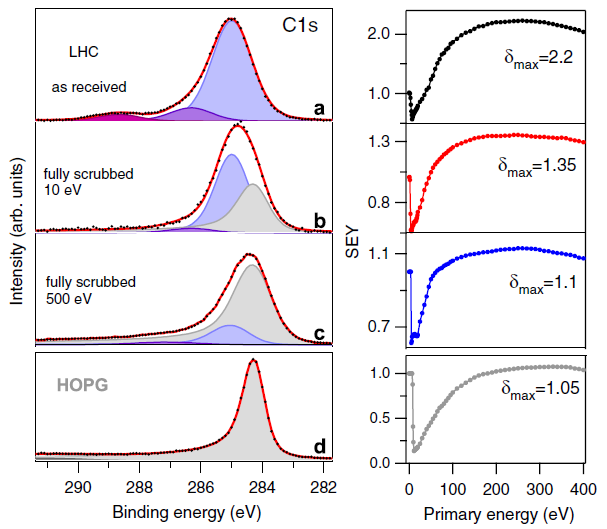 C1s
LHC
as received
a
fully scrubbed
10 eV
b
fully scrubbed
500 eV
c
HOPG
d
Intensity (arb. units)
290 288 286 284 282
Binding energy (eV)
2.0
1.0
δmax=2.2
1.3
0.8
δmax=1.35
1.1
0.7
δmax=1.1
1.0
0.5
0.0
δmax=1.05
SEY
0 100 200 300 400
Primary energy (eV)